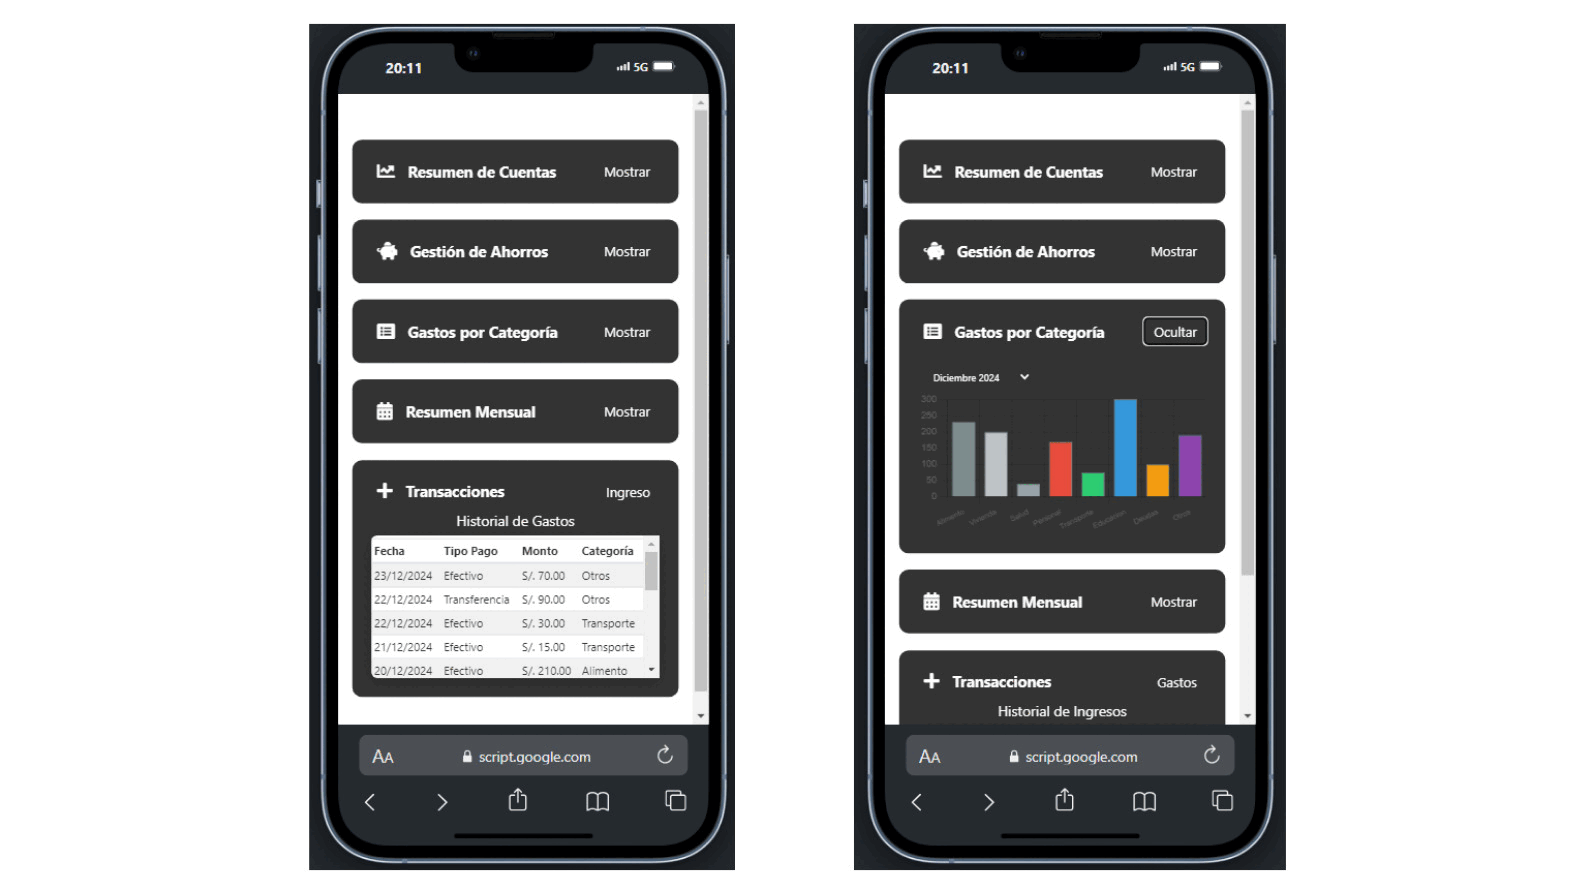 20:11
5G
Resumen de Cuentas Mostrar
Gestión de Ahorros Mostrar
Gastos por Categoría Mostrar
Resumen Mensual Mostrar
Transacciones Ingreso
Historial de Gastos
Fecha Tipo Pago Monto Categoría
23/12/2024 Efectivo S/. 70.00 Otros
22/12/2024 Transferencia S/. 90.00 Otros
22/12/2024 Efectivo S/. 30.00 Transporte
21/12/2024 Efectivo S/. 15.00 Transporte
20/12/2024 Efectivo S/. 210.00 Alimento
AA script.google.com
20:11
5G
Resumen de Cuentas Mostrar
Gestión de Ahorros Mostrar
Gastos por Categoría Ocultar
Diciembre 2024
300
250
200
150
100
50
0
Alimento Vivienda Salud Personal Transporte Educacion Deudas Otros
Resumen Mensual Mostrar
Transacciones Gastos
Historial de Ingresos
AA script.google.com